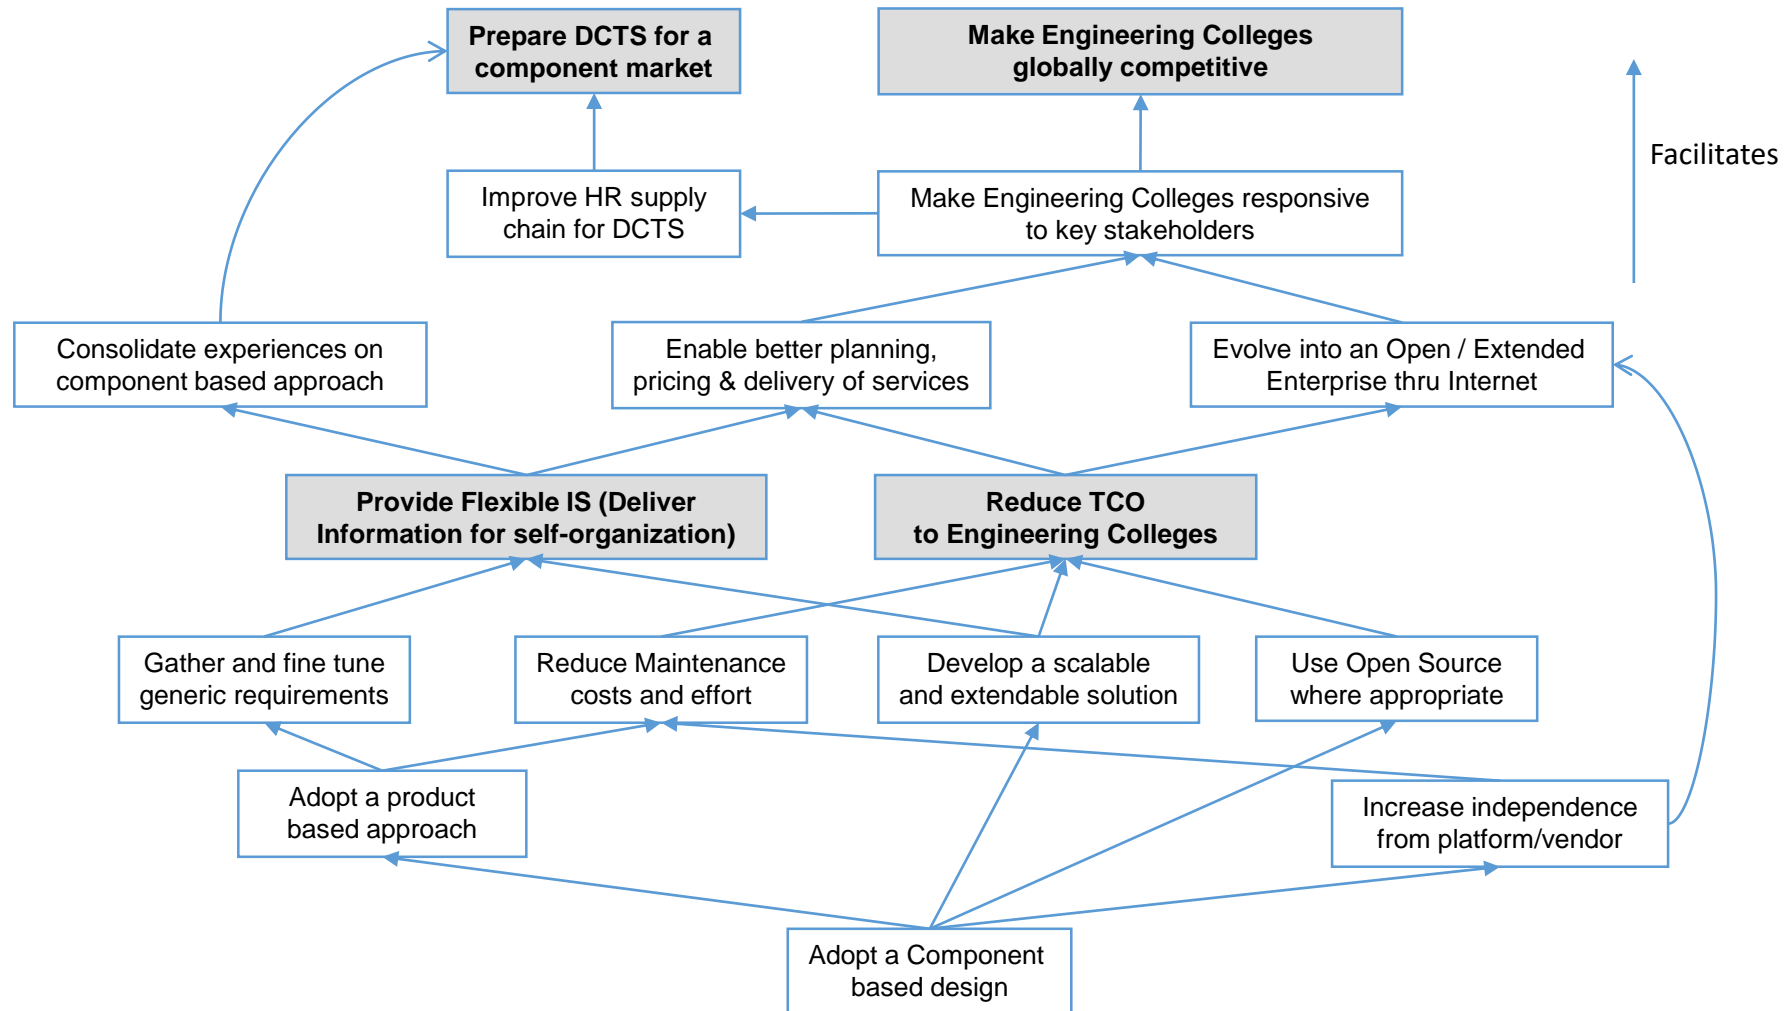 Prepare DCTS for a
component market
Make Engineering Colleges
globally competitive
Facilitates
Improve HR supply
chain for DCTS
Make Engineering Colleges responsive
to key stakeholders
Consolidate experiences on
component based approach
Enable better planning,
pricing & delivery of services
Evolve into an Open / Extended
Enterprise thru Internet
Provide Flexible IS (Deliver
Information for self-organization)
Reduce TCO
to Engineering Colleges
Gather and fine tune
generic requirements
Reduce Maintenance
costs and effort
Develop a scalable
and extendable solution
Use Open Source
where appropriate
Adopt a product
based approach
Increase independence
from platform/vendor
Adopt a Component
based design